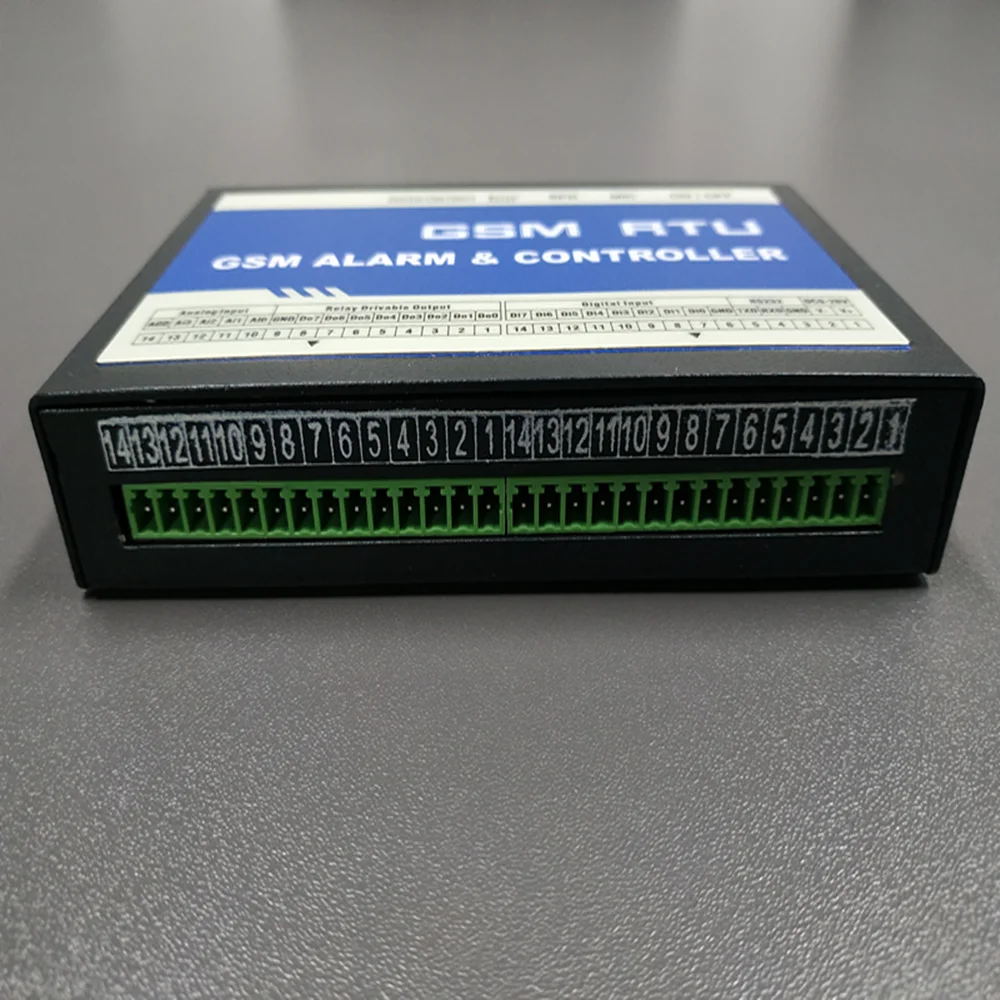 GSM RTU
GSM ALARM & CONTROLLER
Analog Input Relay Drivable Output Digital Input RS232
AI3 AI2 AI1 AI0 GND Do7 Do6 Do5 Do4 Do3 Do2 Do1 Do0 DI7 DI6 DI5 DI4 DI3 DI2 DI1 DI0 GND TXD RXD GND V- V+
14 13 12 11 10 9 8 7 6 5 4 3 2 1 14 13 12 11 10 9 8 7 6 5 4 3 2 1
14 13 12 11 10 9 8 7 6 5 4 3 2 1 14 13 12 11 10 9 8 7 6 5 4 3 2 1